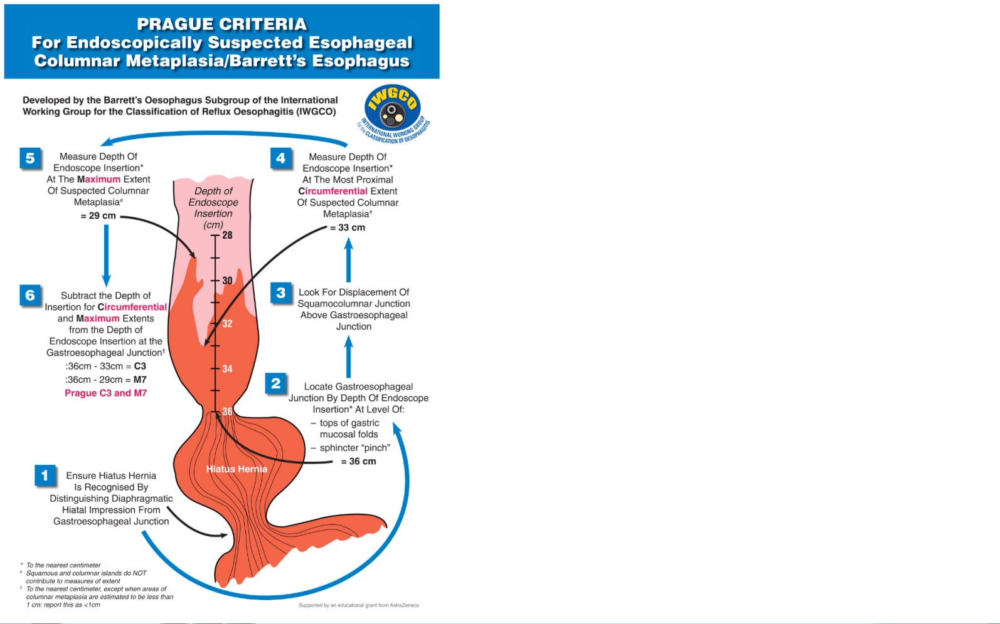 PRAGUE CRITERIA
For Endoscopically Suspected Esophageal
Columnar Metaplasia/Barrett's Esophagus
Developed by the Barrett's Oesophagus Subgroup of the International
Working Group for the Classification of Reflux Oesophagitis (IWGCO)
IWGCO
INTERNATIONAL WORKING GROUP
for the CLASSIFICATION OF OESOPHAGITIS
5
Measure Depth Of
Endoscope Insertion*
At The Maximum Extent
Of Suspected Columnar
Metaplasia#
= 29 cm
4
Measure Depth Of
Endoscope Insertion*
At The Most Proximal
Circumferential Extent
Of Suspected Columnar
Metaplasia#
= 33 cm
Depth of
Endoscope
Insertion
(cm)
28
30
32
34
36
6
Subtract the Depth of
Insertion for Circumferential
and Maximum Extents
from the Depth of
Endoscope Insertion at the
Gastroesophageal Junction†
:36cm - 33cm = C3
:36cm - 29cm = M7
Prague C3 and M7
3
Look For Displacement Of
Squamocolumnar Junction
Above Gastroesophageal
Junction
2
Locate Gastroesophageal
Junction By Depth Of Endoscope
Insertion* At Level Of:
– tops of gastric
mucosal folds
– sphincter “pinch”
= 36 cm
Hiatus Hernia
1
Ensure Hiatus Hernia
Is Recognised By
Distinguishing Diaphragmatic
Hiatal Impression From
Gastroesophageal Junction
* To the nearest centimeter
# Squamous and columnar islands do NOT
contribute to measures of extent
† To the nearest centimeter, except when areas of
columnar metaplasia are estimated to be less than
1 cm: report this as <1cm
Supported by an educational grant from AstraZeneca